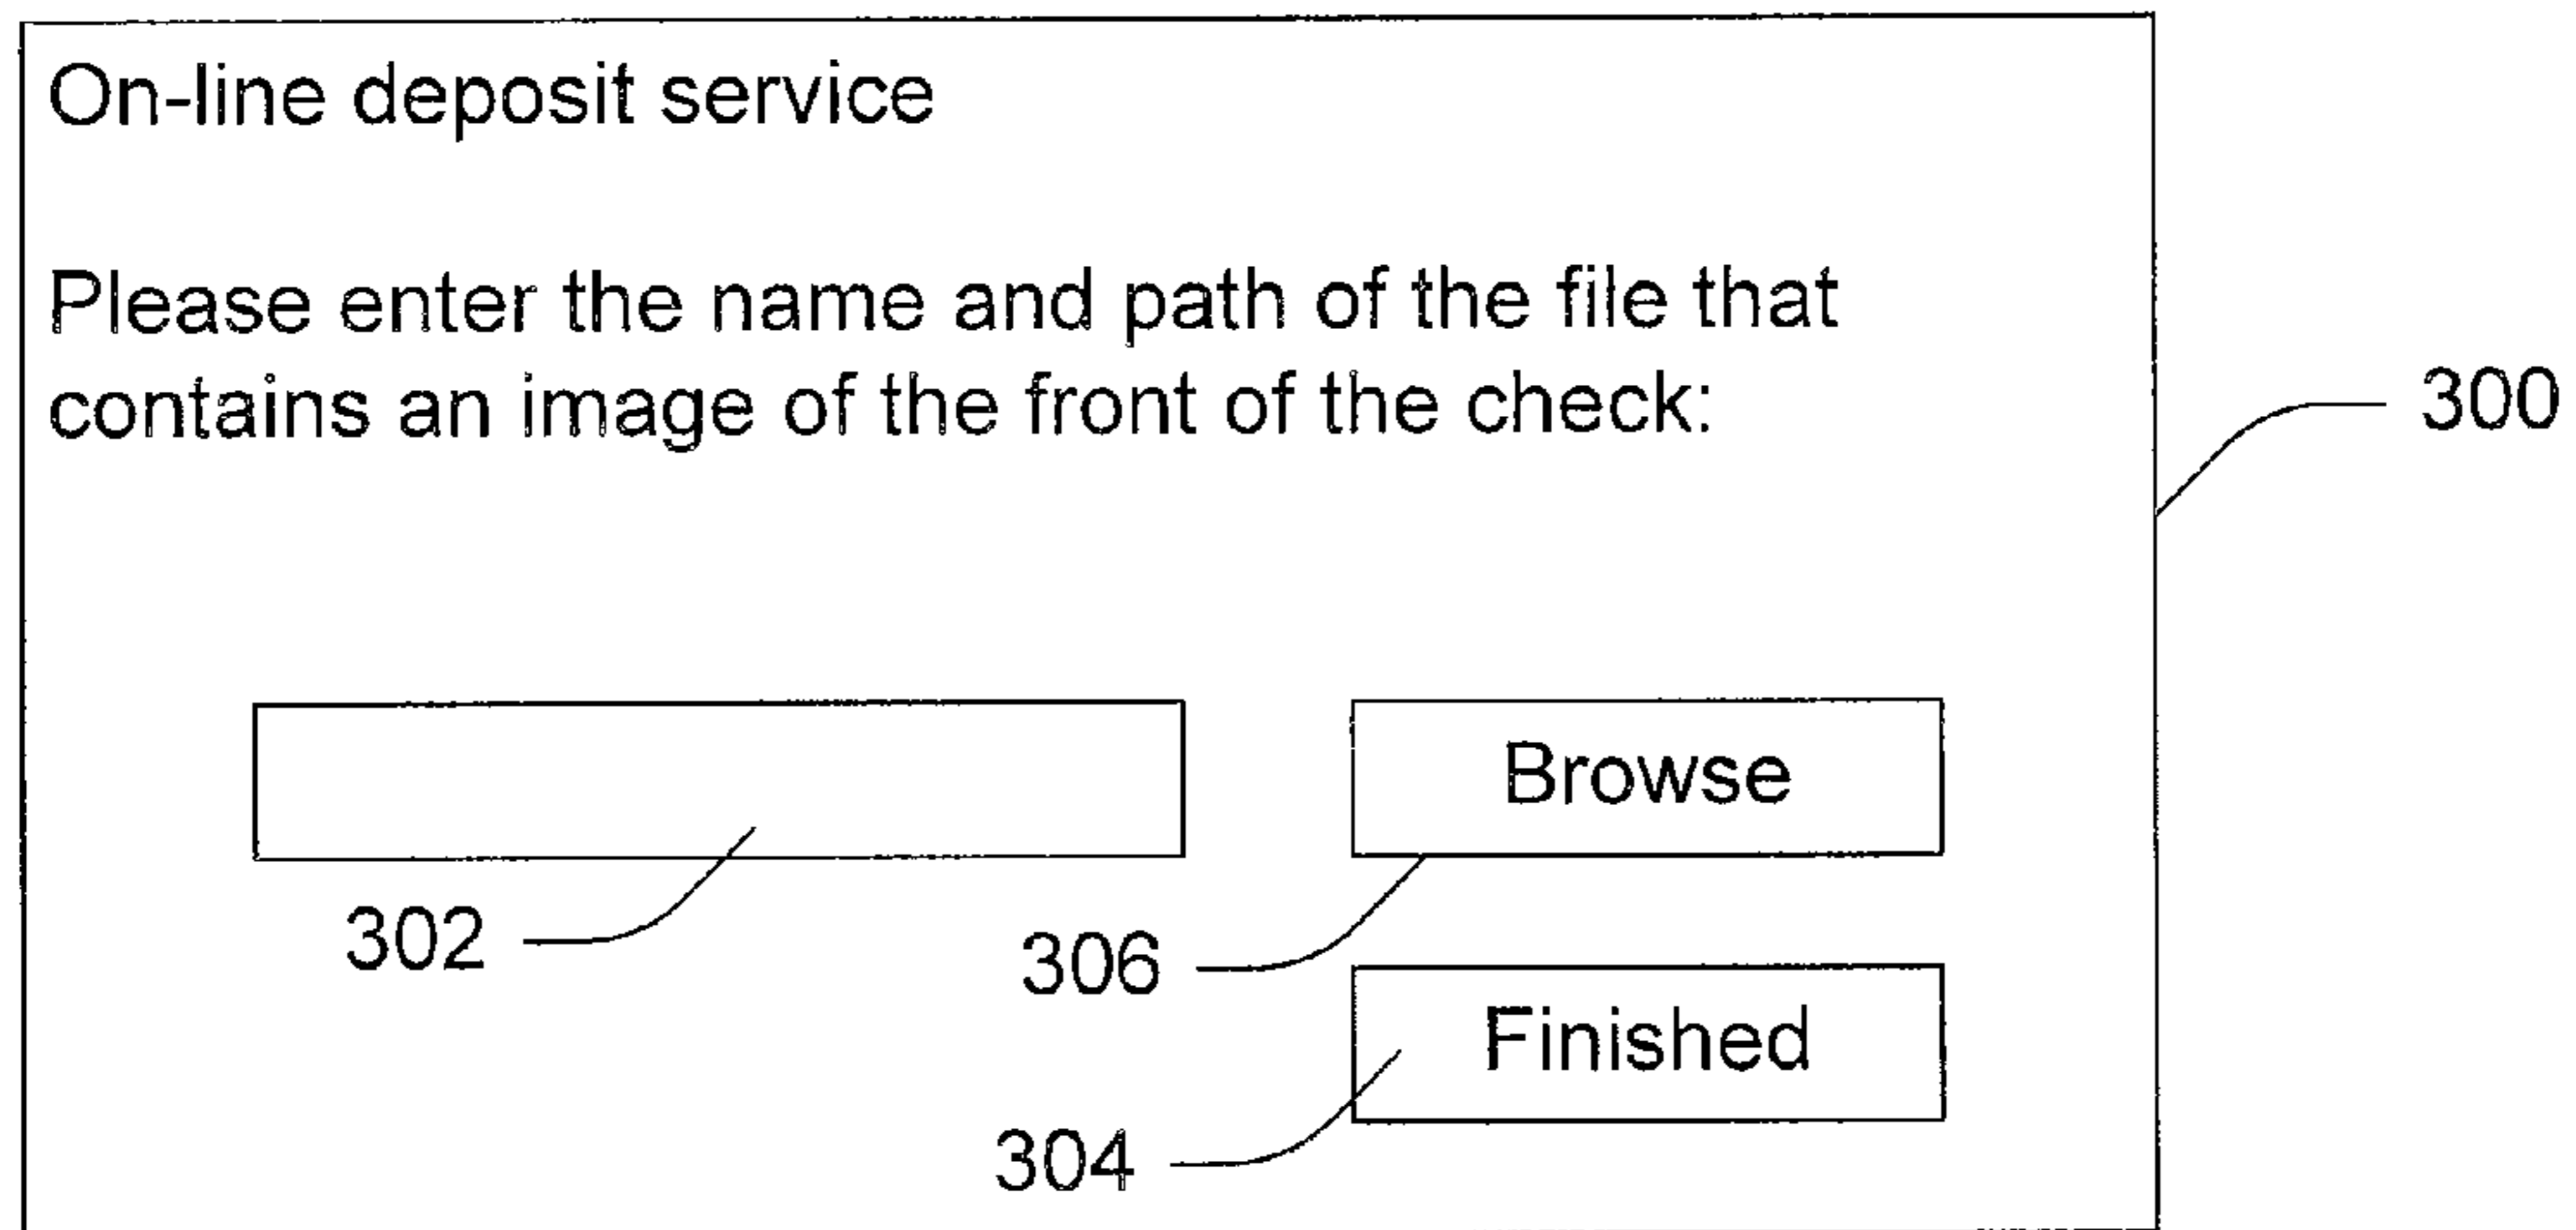 On-line deposit service
Please enter the name and path of the file that
contains an image of the front of the check:
300
Browse
302
306
Finished
304